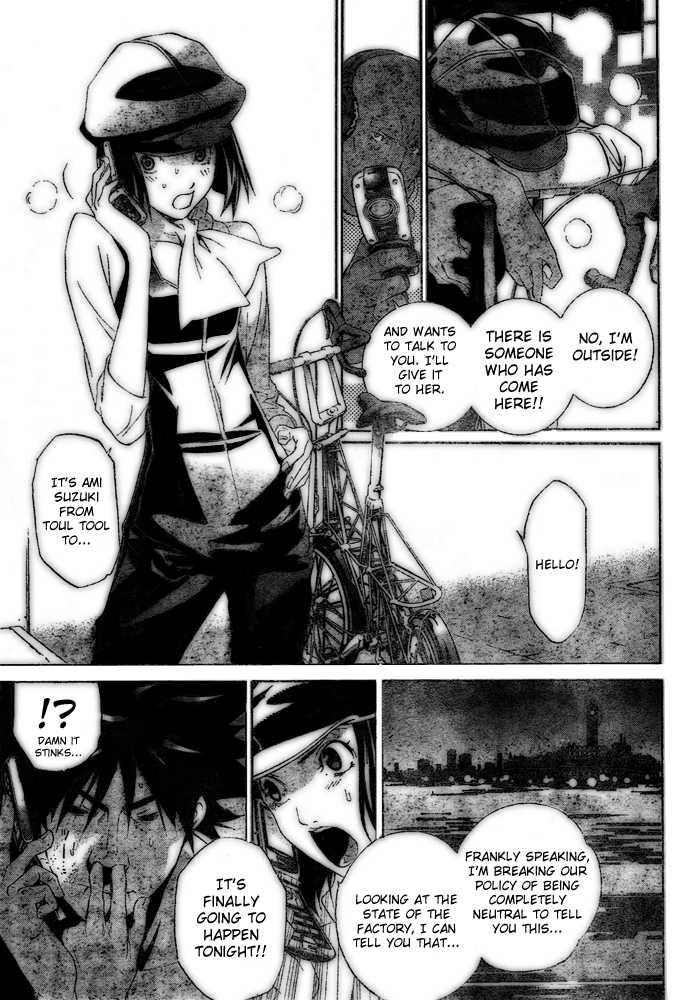 NO, I'M
OUTSIDE!
THERE IS
SOMEONE
WHO HAS
COME
HERE!!
AND WANTS
TO TALK TO
YOU. I'LL
GIVE IT
TO HER.
HELLO!
IT'S AMI
SUZUKI
FROM
TOUL TOOL
TO...
FRANKLY SPEAKING,
I'M BREAKING OUR
POLICY OF BEING
COMPLETELY
NEUTRAL TO TELL
YOU THIS...
LOOKING AT THE
STATE OF THE
FACTORY, I CAN
TELL YOU THAT...
IT'S
FINALLY
GOING TO
HAPPEN
TONIGHT!!
!?
DAMN IT
STINKS...